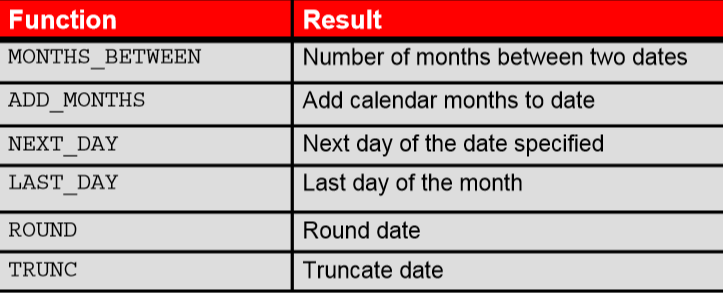 Function Result
MONTHS_BETWEEN Number of months between two dates
ADD_MONTHS Add calendar months to date
NEXT_DAY Next day of the date specified
LAST_DAY Last day of the month
ROUND Round date
TRUNC Truncate date